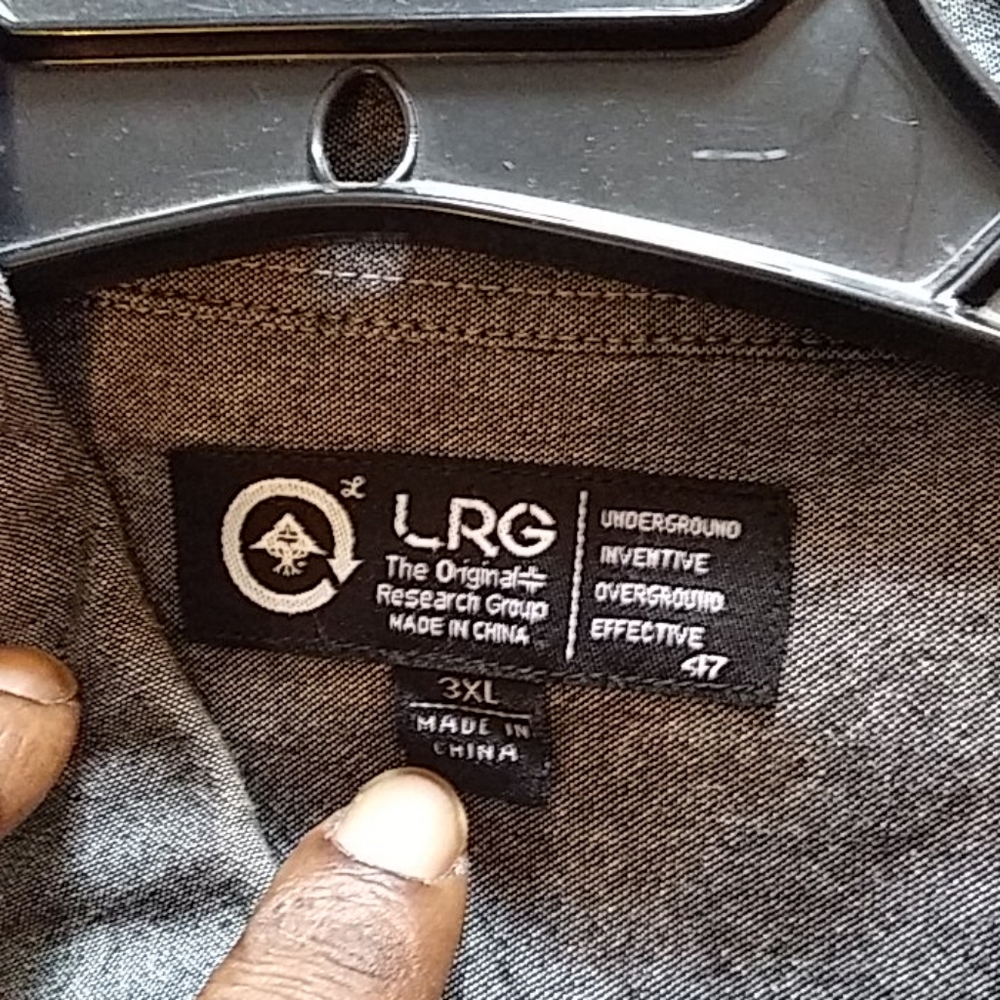 L
LRG
The Original
Research Group
MADE IN CHINA
UNDERGROUND
INVENTIVE
OVERGROUND
EFFECTIVE
47
3XL
MADE IN
CHINA